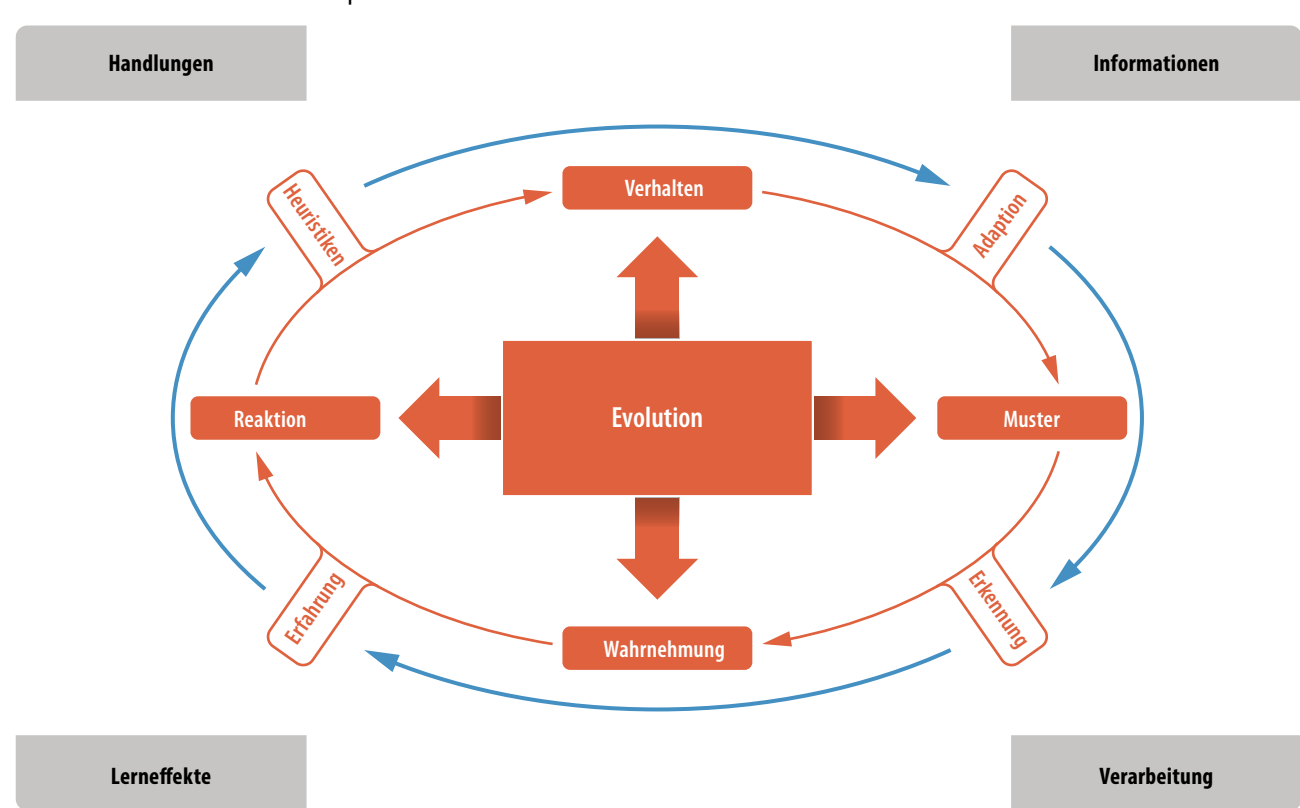 Handlungen
Informationen
Heuristiken
Verhalten
Adaption
Reaktion
Evolution
Muster
Erfahrung
Wahrnehmung
Erkennung
Lerneffekte
Verarbeitung